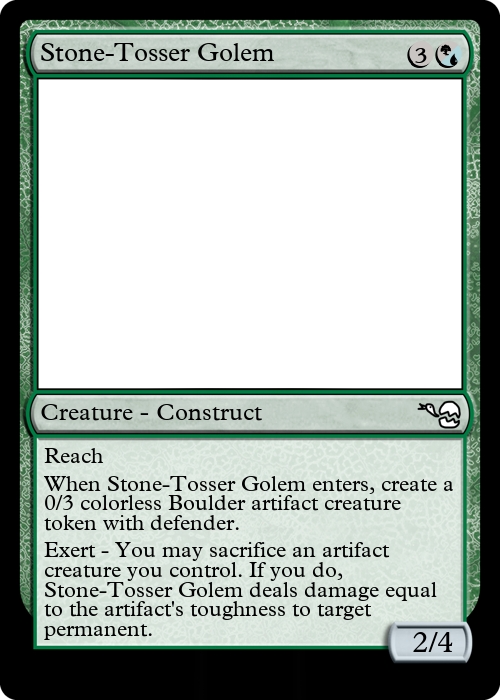 Stone-Tosser Golem 3
Creature - Construct
Reach
When Stone-Tosser Golem enters, create a
0/3 colorless Boulder artifact creature
token with defender.
Exert - You may sacrifice an artifact
creature you control. If you do,
Stone-Tosser Golem deals damage equal
to the artifact's toughness to target
permanent.
2/4